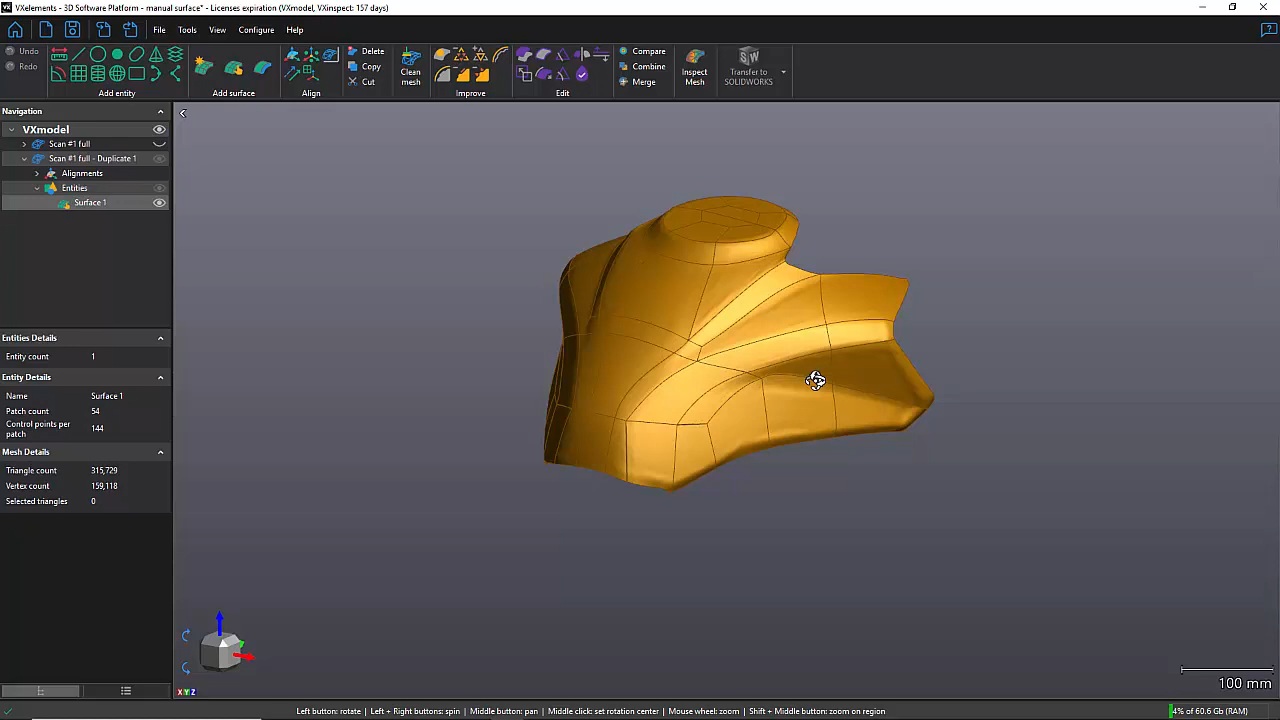 VXelements - 3D Software Platform - manual surface* - Licenses expiration (VXmodel, VXinspect: 157 days)
File Tools View Configure Help
Undo
Redo
Add entity
Add surface
Align
Delete
Copy
Cut
Clean mesh
Improve
Edit
Compare
Combine
Merge
Inspect Mesh
Transfer to SOLIDWORKS
Navigation
VXmodel
Scan #1 full
Scan #1 full - Duplicate 1
Alignments
Entities
Surface 1
Entities Details
Entity count 1
Entity Details
Name Surface 1
Patch count 54
Control points per patch 144
Mesh Details
Triangle count 315,729
Vertex count 159,118
Selected triangles 0
X Y Z
100 mm
Left button: rotate | Left + Right buttons: spin | Middle button: pan | Middle click: set rotation center | Mouse wheel: zoom | Shift + Middle button: zoom on region
4% of 60.6 Gb (RAM)